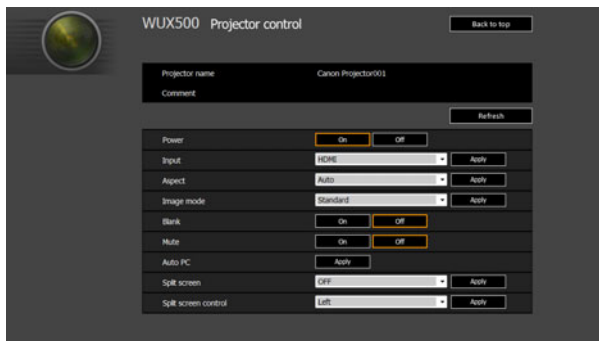 WUX500 Projector control Back to top
Projector name Canon Projector001
Comment
Refresh
Power On Off
Input HDMI Apply
Aspect Auto Apply
Image mode Standard Apply
Blank On Off
Mute On Off
Auto PC Apply
Split screen OFF Apply
Split screen control Left Apply